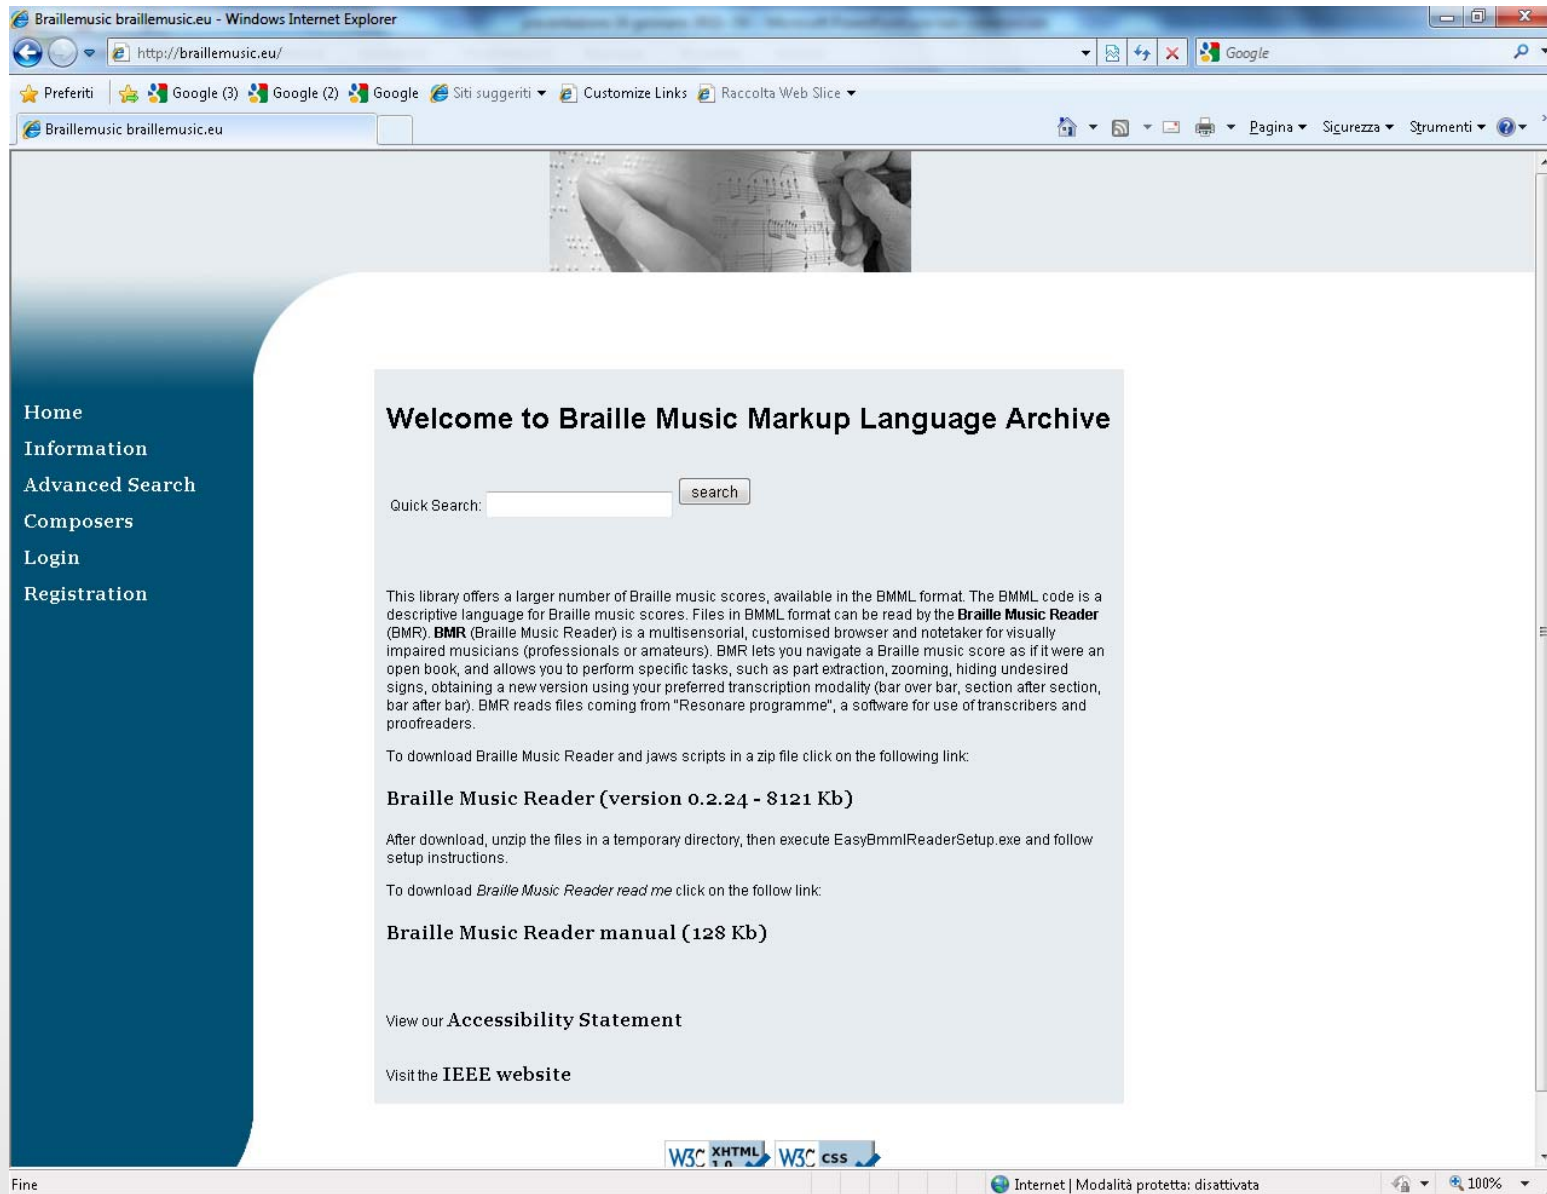 Braillemusic braillemusic.eu - Windows Internet Explorer
http://braillemusic.eu/
Google
Preferiti Google (3) Google (2) Google Siti suggeriti Customize Links Raccolta Web Slice
Braillemusic braillemusic.eu
Pagina Sicurezza Strumenti
Home
Information
Advanced Search
Composers
Login
Registration
Welcome to Braille Music Markup Language Archive
Quick Search: search
This library offers a larger number of Braille music scores, available in the BMML format. The BMML code is a
descriptive language for Braille music scores. Files in BMML format can be read by the Braille Music Reader
(BMR). BMR (Braille Music Reader) is a multisensorial, customised browser and notetaker for visually
impaired musicians (professionals or amateurs). BMR lets you navigate a Braille music score as if it were an
open book, and allows you to perform specific tasks, such as part extraction, zooming, hiding undesired
signs, obtaining a new version using your preferred transcription modality (bar over bar, section after section,
bar after bar). BMR reads files coming from "Resonare programme", a software for use of transcribers and
proofreaders.
To download Braille Music Reader and jaws scripts in a zip file click on the following link:
Braille Music Reader (version 0.2.24 - 8121 Kb)
After download, unzip the files in a temporary directory, then execute EasyBmmlReaderSetup.exe and follow
setup instructions.
To download Braille Music Reader read me click on the follow link:
Braille Music Reader manual (128 Kb)
View our Accessibility Statement
Visit the IEEE website
W3C XHTML 1.0 W3C css
Fine
Internet | Modalità protetta: disattivata
100%